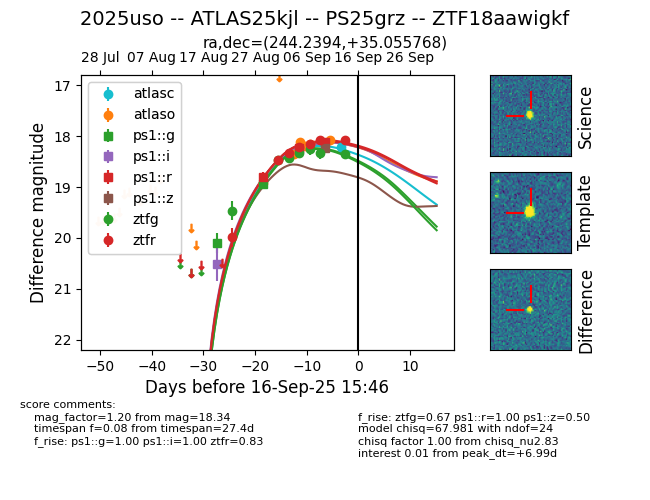 2025uso -- ATLAS25kjl -- PS25grz -- ZTF18aawigkf
ra,dec=(244.2394,+35.055768)
28 Jul 07 Aug 17 Aug 27 Aug 06 Sep 16 Sep 26 Sep
17
18
19
20
21
22
Difference magnitude
atlasc
atlaso
ps1::g
ps1::i
ps1::r
ps1::z
ztfg
ztfr
−50 −40 −30 −20 −10 0 10
Days before 16-Sep-25 15:46
Science
Template
Difference
score comments:
mag_factor=1.20 from mag=18.34
timespan f=0.08 from timespan=27.4d
f_rise: ps1::g=1.00 ps1::i=1.00 ztfr=0.83
f_rise: ztfg=0.67 ps1::r=1.00 ps1::z=0.50
model chisq=67.981 with ndof=24
chisq factor 1.00 from chisq_nu2.83
interest 0.01 from peak_dt=+6.99d